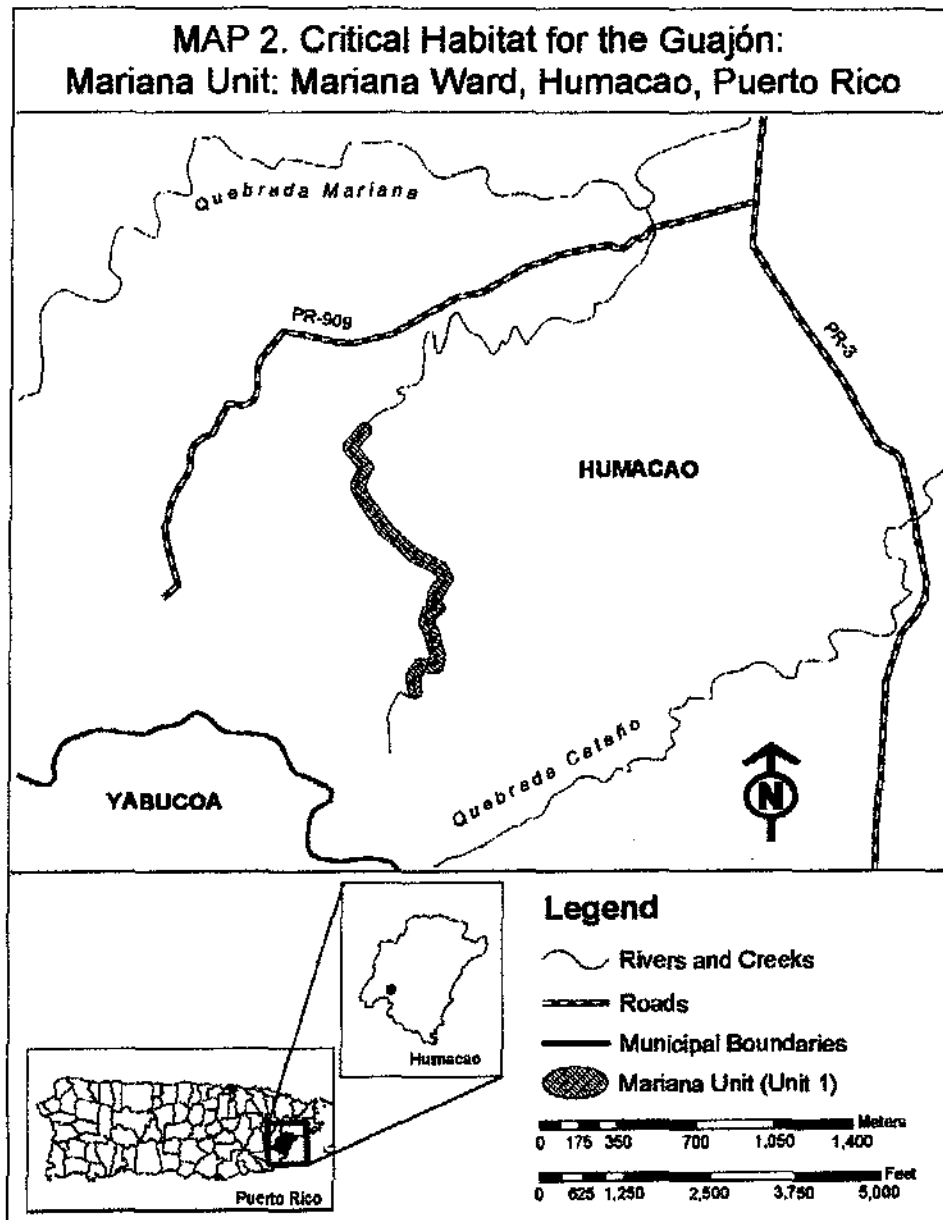 MAP 2. Critical Habitat for the Guajón:
Mariana Unit: Mariana Ward, Humacao, Puerto Rico
Quebrada Mariana
PR-909
PR-3
HUMACAO
Quebrada Cataño
YABUCOA
N
Humacao
Puerto Rico
Legend
Rivers and Creeks
Roads
Municipal Boundaries
Mariana Unit (Unit 1)
Meters
0 175 350 700 1,050 1,400
Feet
0 625 1,250 2,500 3,750 5,000